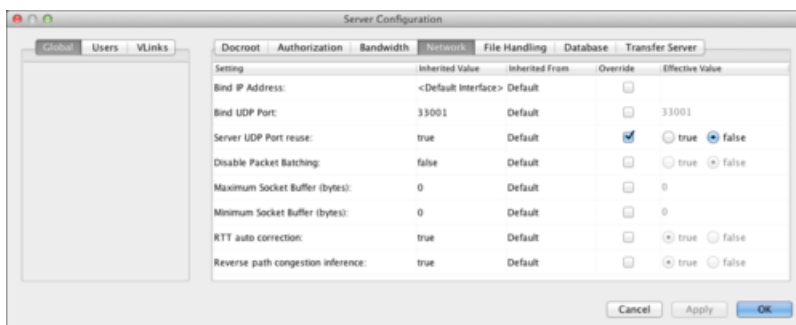 Server Configuration
Global Users VLinks
Docroot Authorization Bandwidth Network File Handling Database Transfer Server
Setting Inherited Value Inherited From Override Effective Value
Bind IP Address: <Default Interface> Default
Bind UDP Port: 33001 Default 33001
Server UDP Port reuse: true Default true false
Disable Packet Batching: false Default true false
Maximum Socket Buffer (bytes): 0 Default 0
Minimum Socket Buffer (bytes): 0 Default 0
RTT auto correction: true Default true false
Reverse path congestion inference: true Default true false
Cancel Apply OK